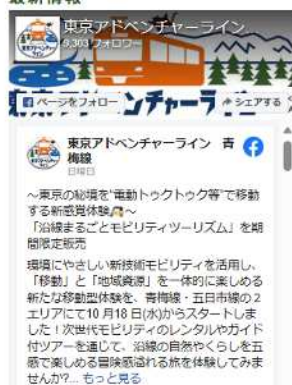 最新情報
東京アドベンチャーライン
9,303 フォロワー
ページをフォロー
シェアする
東京アドベンチャーライン 青
梅線
日曜日
～東京の秘境を"電動トゥクトゥク等"で移動
する新感覚体験🛺～
「沿線まるごとモビリティツーリズム」を期
間限定販売
環境にやさしい新技術モビリティを活用し、
「移動」と「地域資源」を一体的に楽しめる
新たな移動型体験を、青梅線・五日市線の2
エリアにて10月18日(水)からスタートしま
した！次世代モビリティのレンタルやガイド
付ツアーを通じて、沿線の自然やくらしを五
感で楽しめる冒険感溢れる旅を体験してみま
せんか?... もっと見る